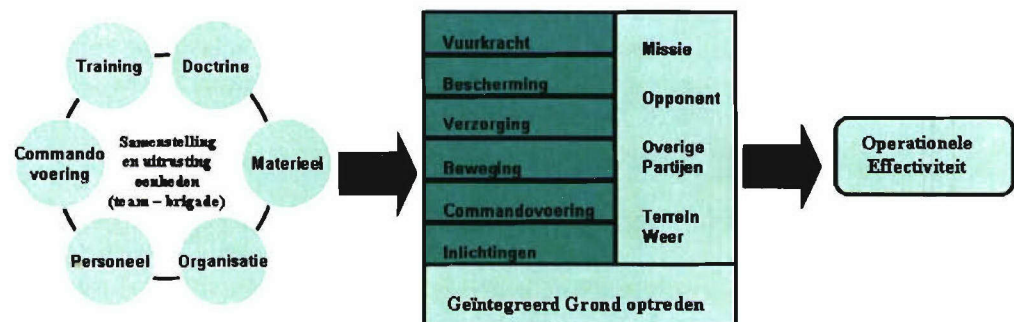 Training
Doctrine
Commando
voering
Samenstelling
en uitrusting
eenheden
(team – brigade)
Materieel
Personeel
Organisatie
Vuurkracht
Bescherming
Verzorging
Beweging
Commandovoering
Inlichtingen
Missie
Opponent
Overige
Partijen
Terrein
Weer
Geïntegreerd Grond optreden
Operationele
Effectiviteit